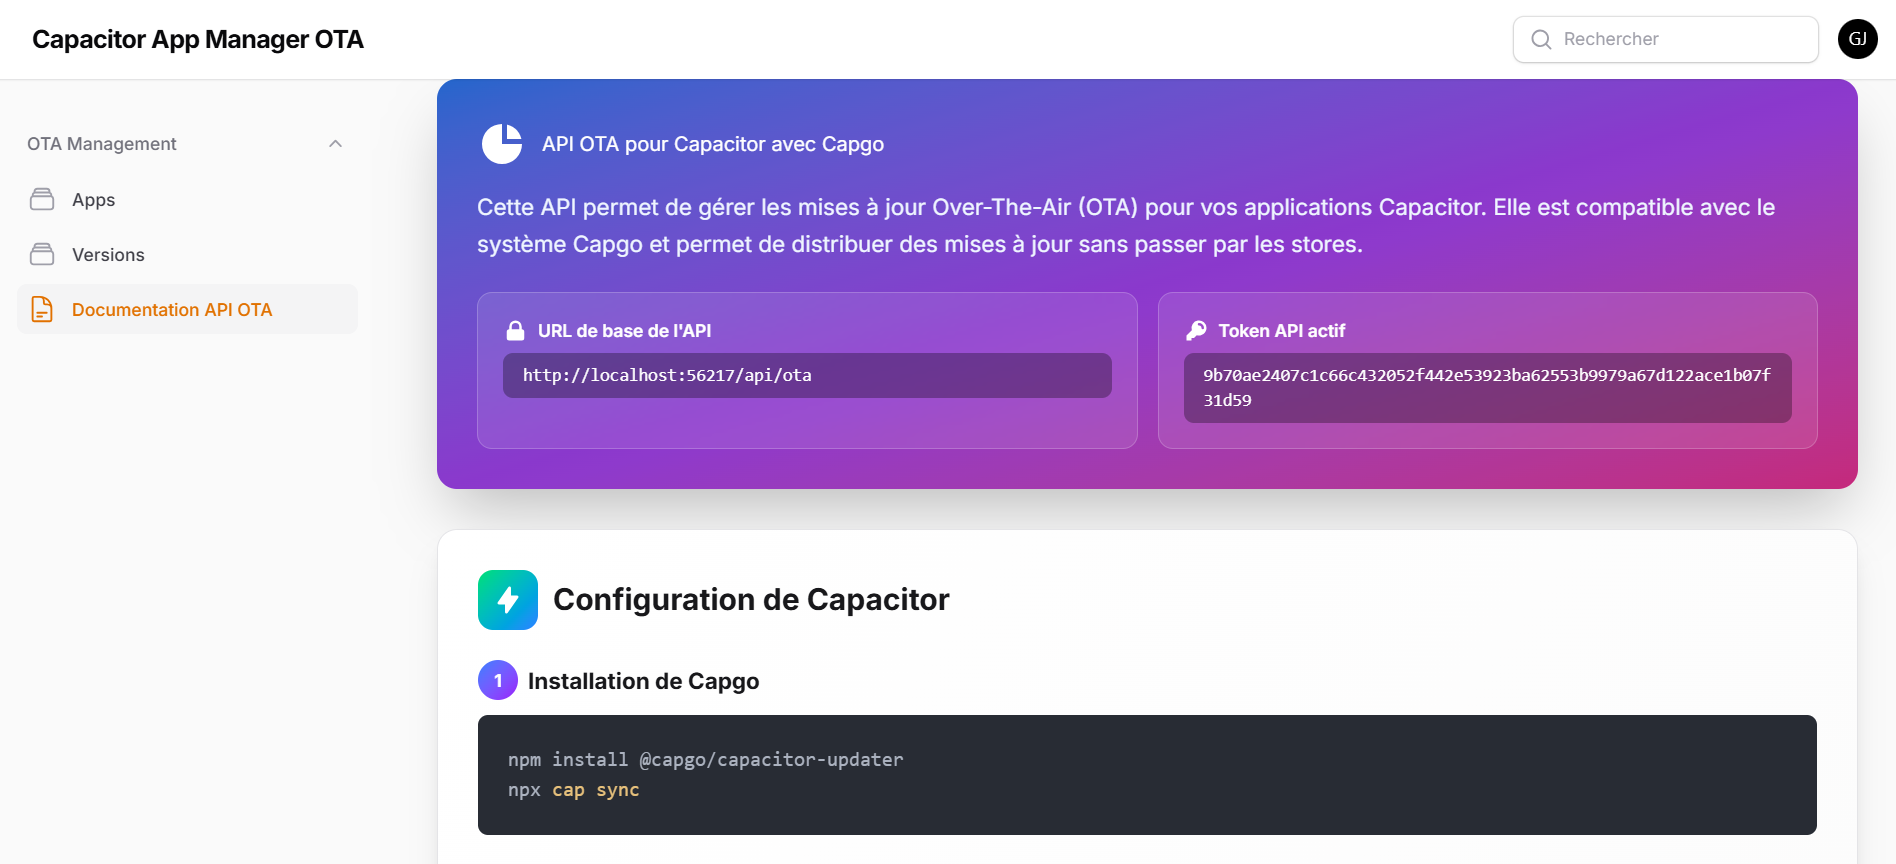 Capacitor App Manager OTA
Rechercher
GJ
OTA Management
Apps
Versions
Documentation API OTA
API OTA pour Capacitor avec Capgo
Cette API permet de gérer les mises à jour Over-The-Air (OTA) pour vos applications Capacitor. Elle est compatible avec le
système Capgo et permet de distribuer des mises à jour sans passer par les stores.
URL de base de l'API
http://localhost:56217/api/ota
Token API actif
9b70ae2407c1c66c432052f442e53923ba62553b9979a67d122ace1b07f
31d59
Configuration de Capacitor
1 Installation de Capgo
npm install @capgo/capacitor-updater
npx cap sync